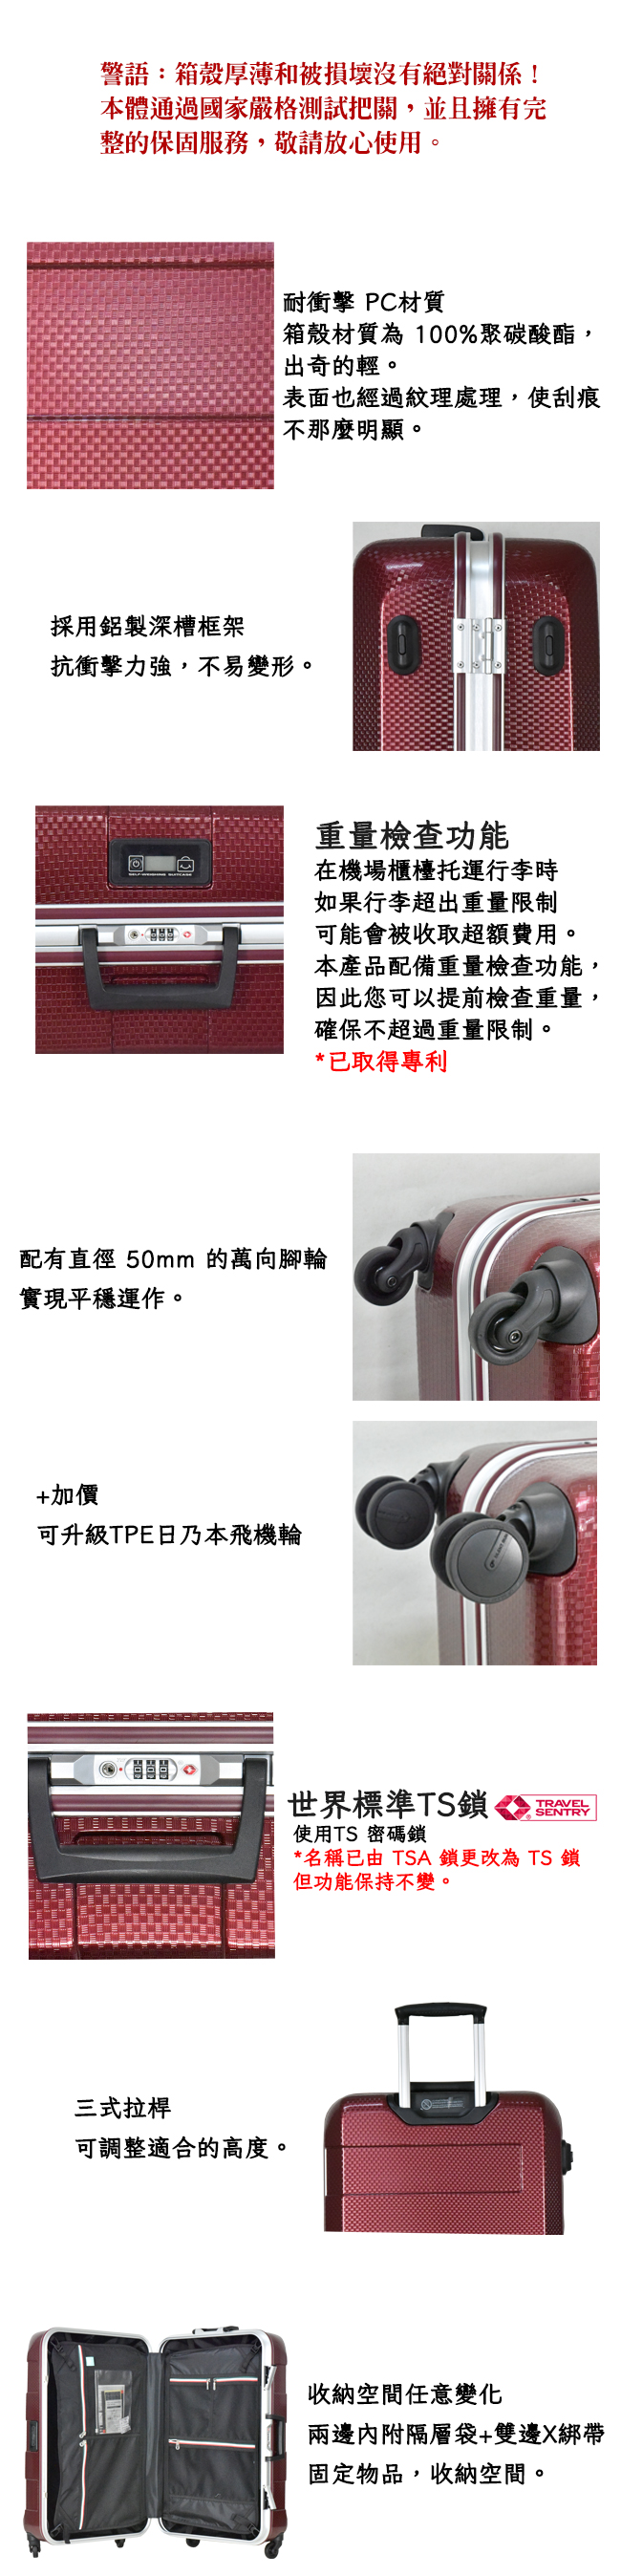 警語：箱殼厚薄和被損壞沒有絕對關係！
本體通過國家嚴格測試把關，並且擁有完
整的保固服務，敬請放心使用。
耐衝擊 PC材質
箱殼材質為 100%聚碳酸酯，
出奇的輕。
表面也經過紋理處理，使刮痕
不那麼明顯。
採用鋁製深槽框架
抗衝擊力強，不易變形。
SELF-WEIGHING SUITCASE
重量檢查功能
在機場櫃檯托運行李時
如果行李超出重量限制
可能會被收取超額費用。
本產品配備重量檢查功能，
因此您可以提前檢查重量，
確保不超過重量限制。
*已取得專利
配有直徑 50mm 的萬向腳輪
實現平穩運作。
+加價
可升級TPE日乃本飛機輪
世界標準TS鎖
TRAVEL
SENTRY
使用TS 密碼鎖
*名稱已由 TSA 鎖更改為 TS 鎖
但功能保持不變。
三式拉桿
可調整適合的高度。
收納空間任意變化
兩邊內附隔層袋+雙邊X綁帶
固定物品，收納空間。